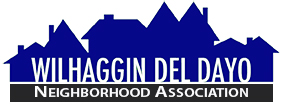 WILHAGGIN DEL DAYO
NEIGHBORHOOD ASSOCIATION